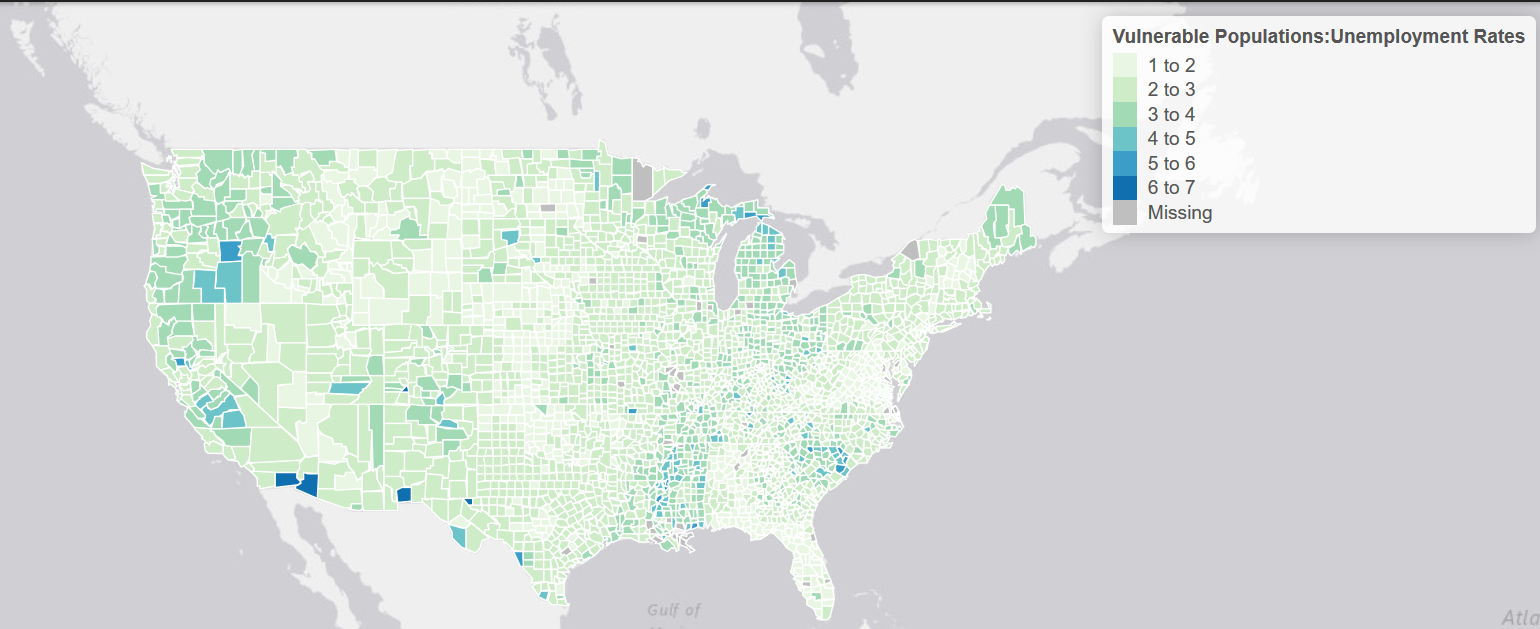 Vulnerable Populations:Unemployment Rates
1 to 2
2 to 3
3 to 4
4 to 5
5 to 6
6 to 7
Missing
Gulf of
Atla